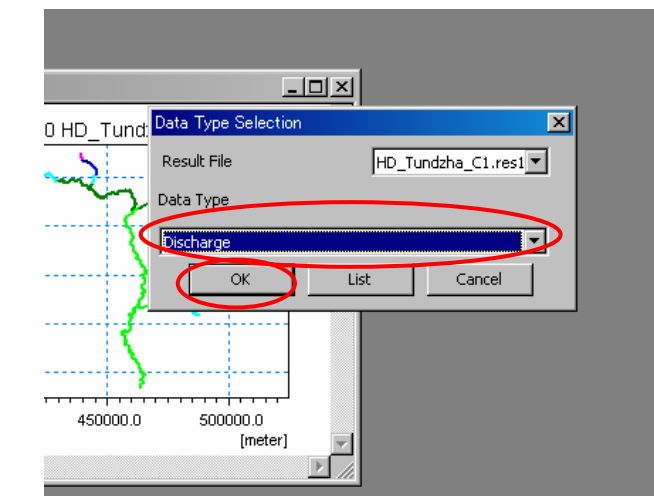 0 HD_Tund
Data Type Selection
Result File
HD_Tundzha_C1.res1
Data Type
Discharge
OK
List
Cancel
450000.0
500000.0
[meter]